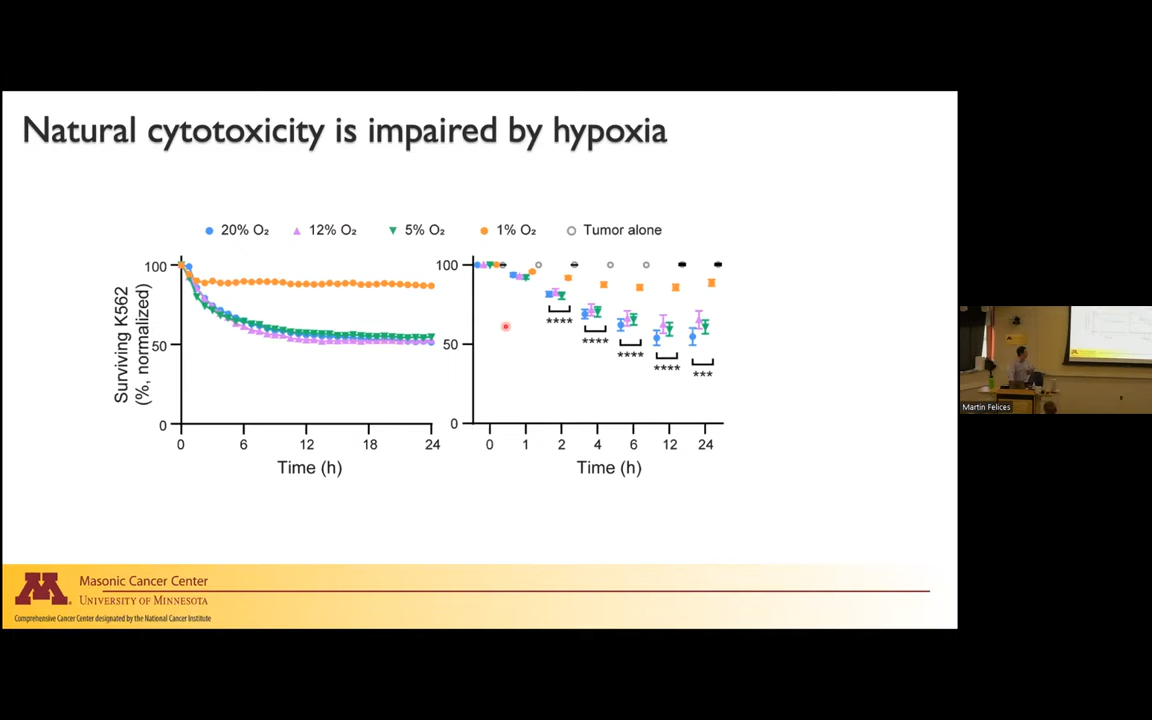 Natural cytotoxicity is impaired by hypoxia
20% O₂
12% O₂
5% O₂
1% O₂
Tumor alone
Surviving K562
(%, normalized)
100
50
0
0
6
12
18
24
Time (h)
100
50
0
****
****
****
****
***
0
1
2
4
6
12
24
Time (h)
M
Masonic Cancer Center
UNIVERSITY OF MINNESOTA
Comprehensive Cancer Center designated by the National Cancer Institute
Martin Felices